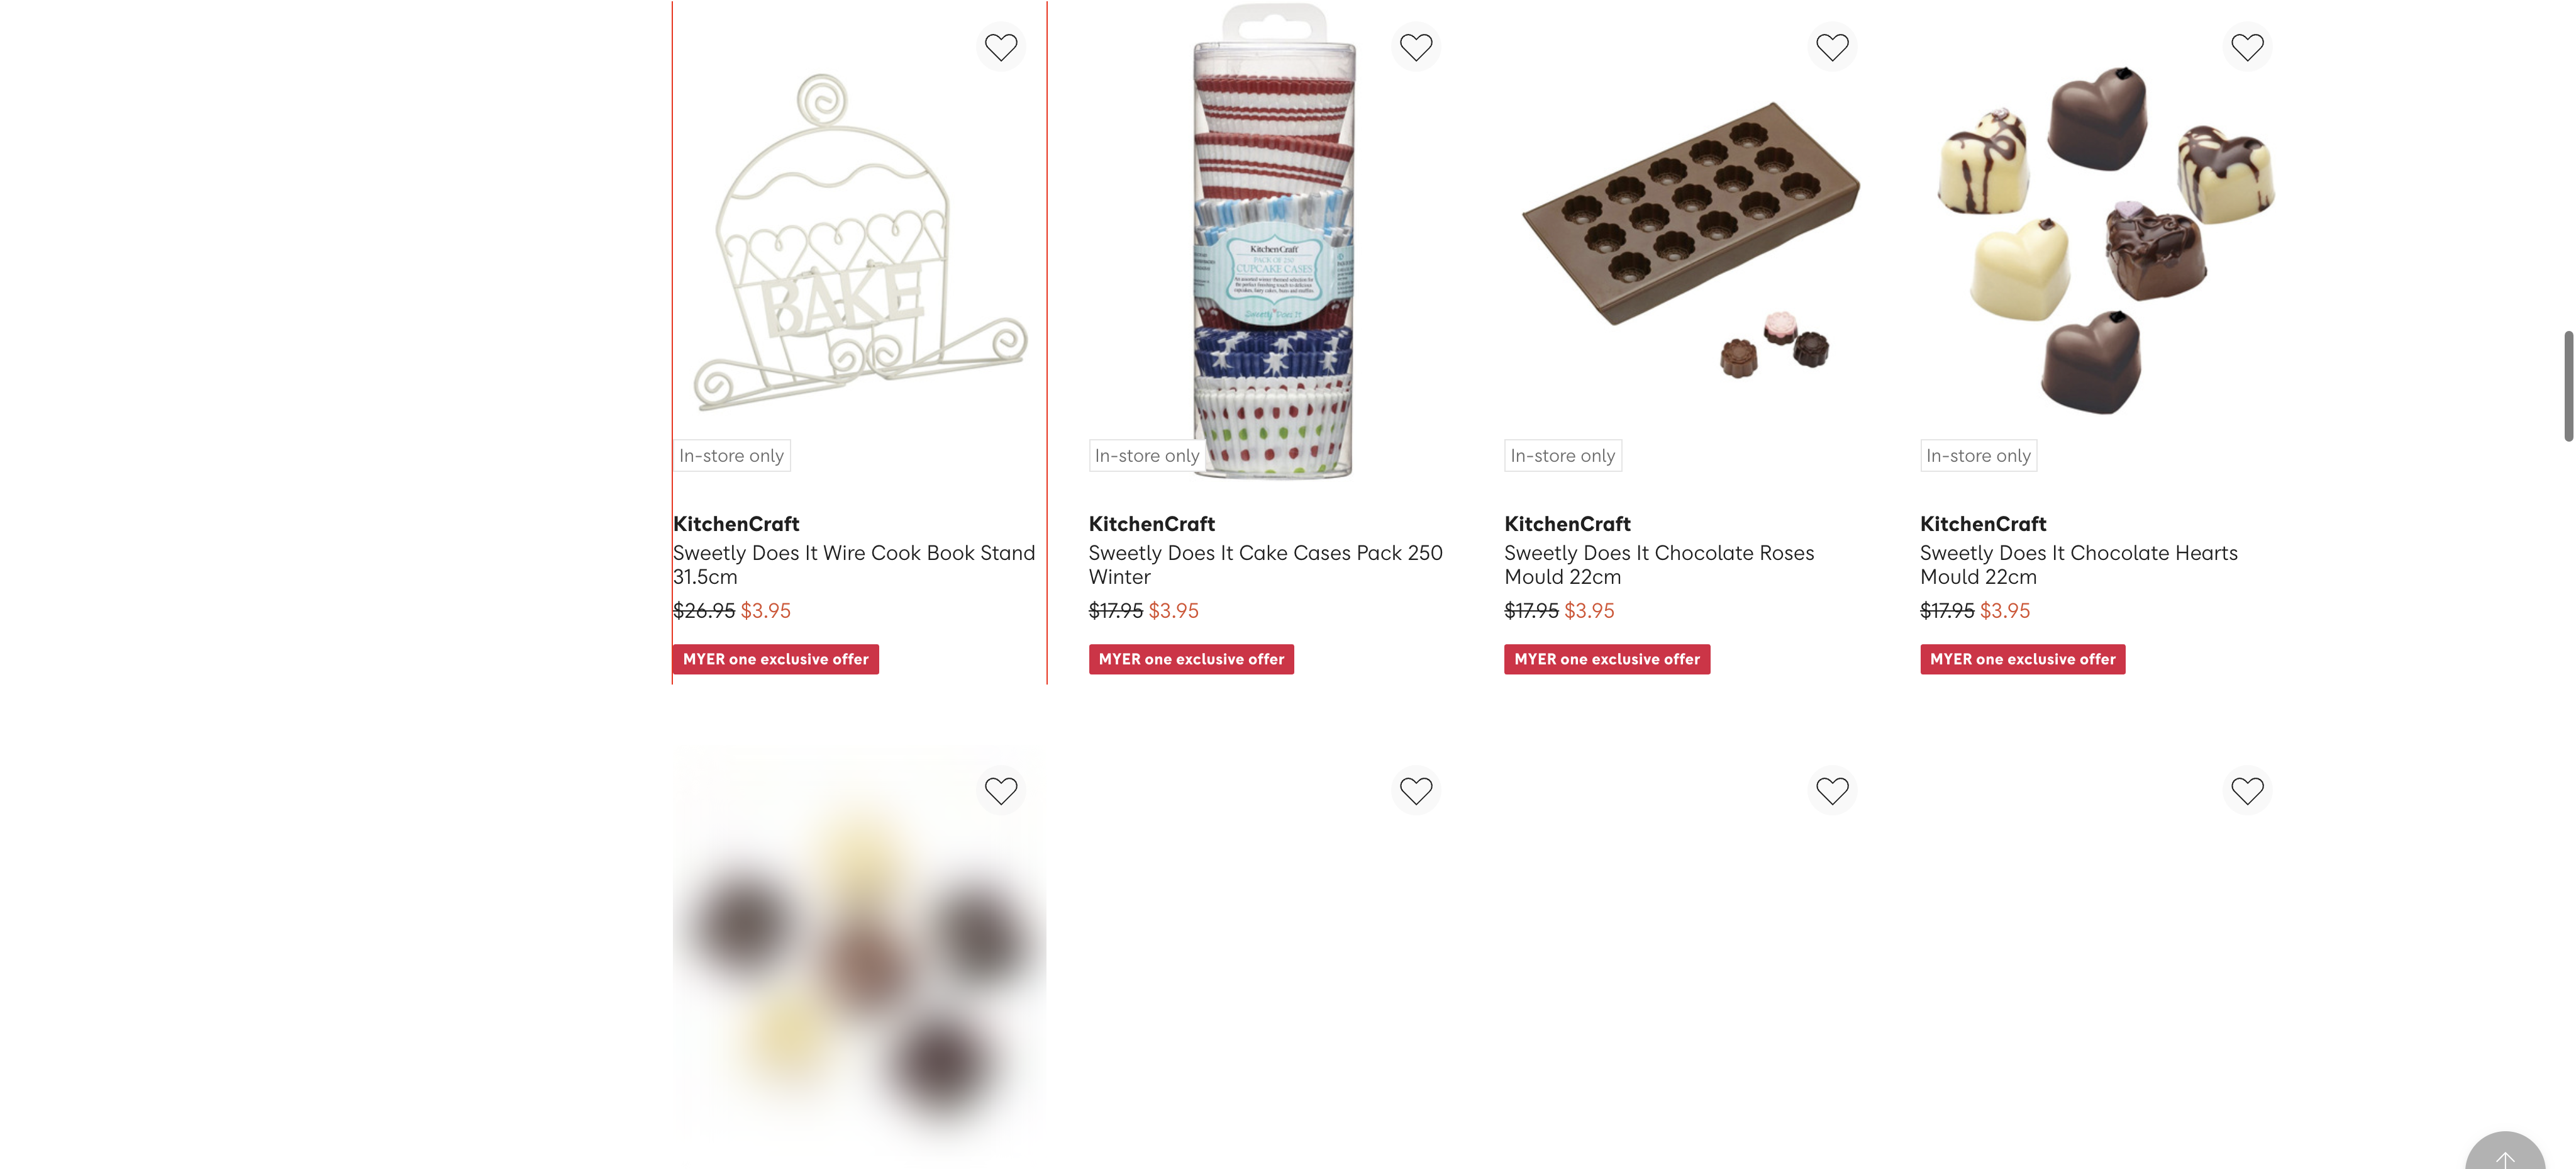 BAKE
KitchenCraft
PACK OF 250
CUPCAKE CASES
Sweetly Does It
In-store only
In-store only
In-store only
In-store only
KitchenCraft
Sweetly Does It Wire Cook Book Stand
31.5cm
$26.95 $3.95
MYER one exclusive offer
KitchenCraft
Sweetly Does It Cake Cases Pack 250
Winter
$17.95 $3.95
MYER one exclusive offer
KitchenCraft
Sweetly Does It Chocolate Roses
Mould 22cm
$17.95 $3.95
MYER one exclusive offer
KitchenCraft
Sweetly Does It Chocolate Hearts
Mould 22cm
$17.95 $3.95
MYER one exclusive offer